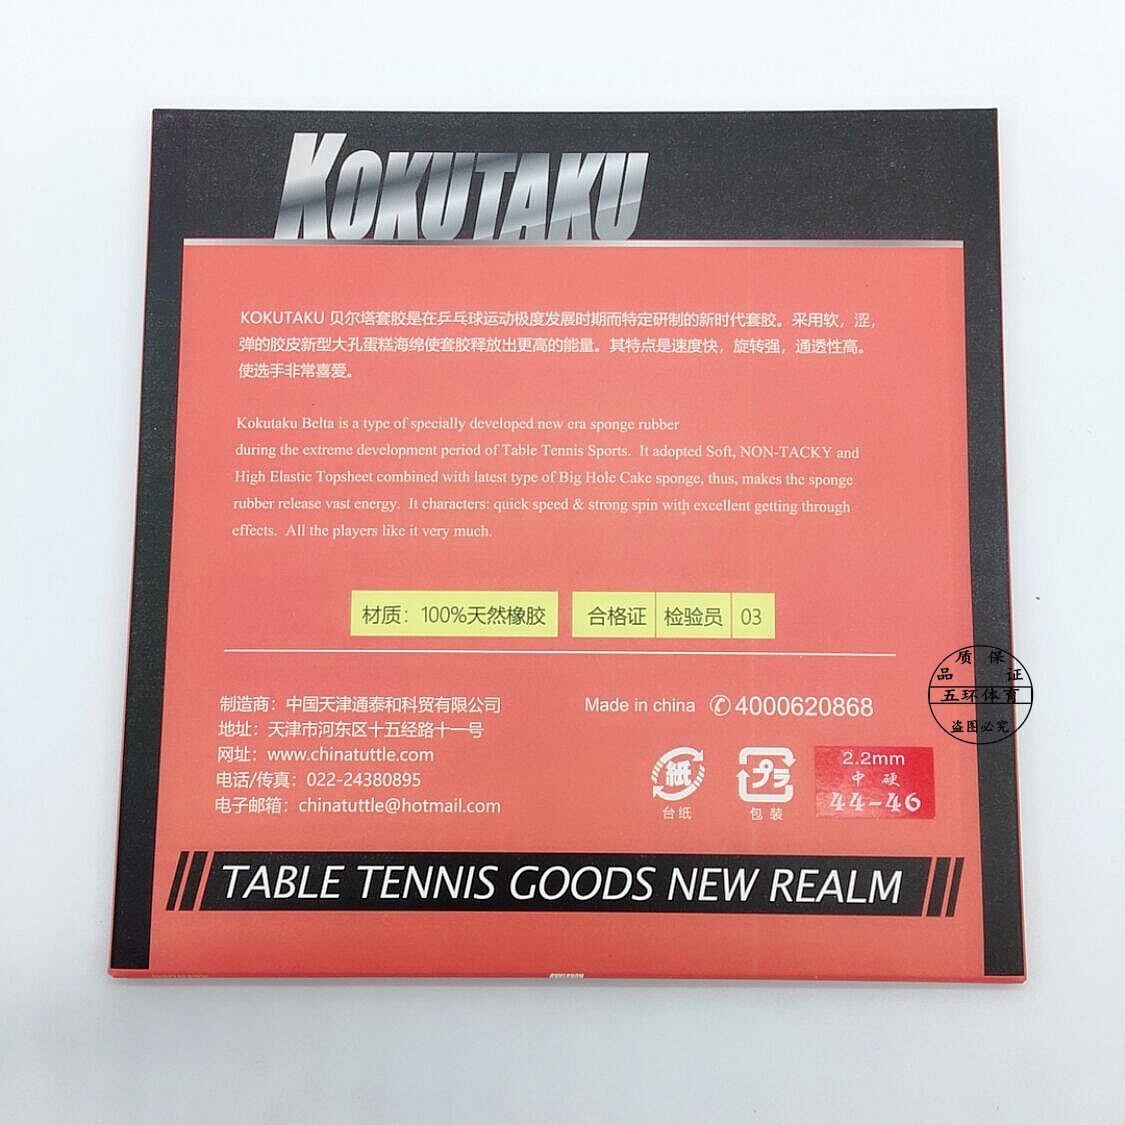 KOKUTAKU
KOKUTAKU 贝尔塔套胶是在乒乓球运动极度发展时期而特定研制的新时代套胶。采用软，涩，
弹的胶皮新型大孔蛋糕海绵使套胶释放出更高的能量。其特点是速度快，旋转强，通透性高。
使选手非常喜爱。
Kokutaku Belta is a type of specially developed new era sponge rubber
during the extreme development period of Table Tennis Sports. It adopted Soft, NON-TACKY and
High Elastic Topsheet combined with latest type of Big Hole Cake sponge, thus, makes the sponge
rubber release vast energy. It characters: quick speed & strong spin with excellent getting through
effects. All the players like it very much.
材质：100%天然橡胶 合格证 检验员 03
制造商：中国天津通泰和科贸有限公司
地址：天津市河东区十五经路十一号
网址：www.chinatuttle.com
电话/传真：022-24380895
电子邮箱：chinatuttle@hotmail.com
Made in china ✆4000620868
紙
台紙
プラ
包装
2.2mm
中 硬
44-46
质 保
品 证
五环体育
盗图必究
TABLE TENNIS GOODS NEW REALM